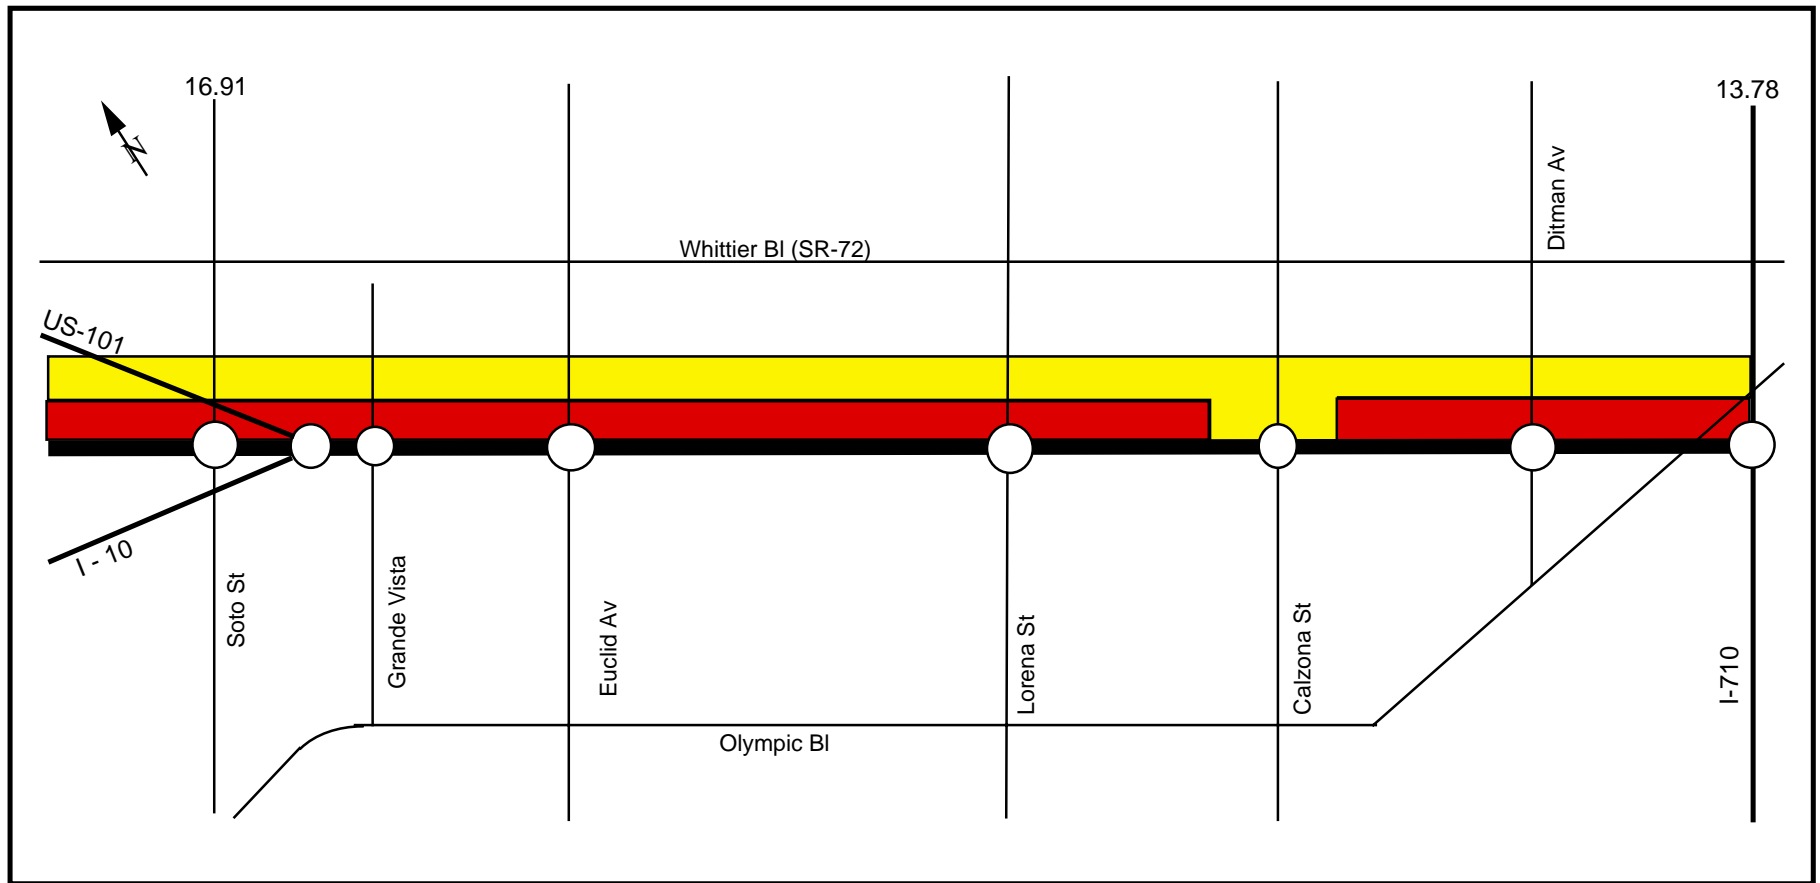 16.91
13.78
N
Ditman Av
Whittier Bl (SR-72)
US-101
I - 10
Soto St
Grande Vista
Euclid Av
Lorena St
Calzona St
I-710
Olympic Bl